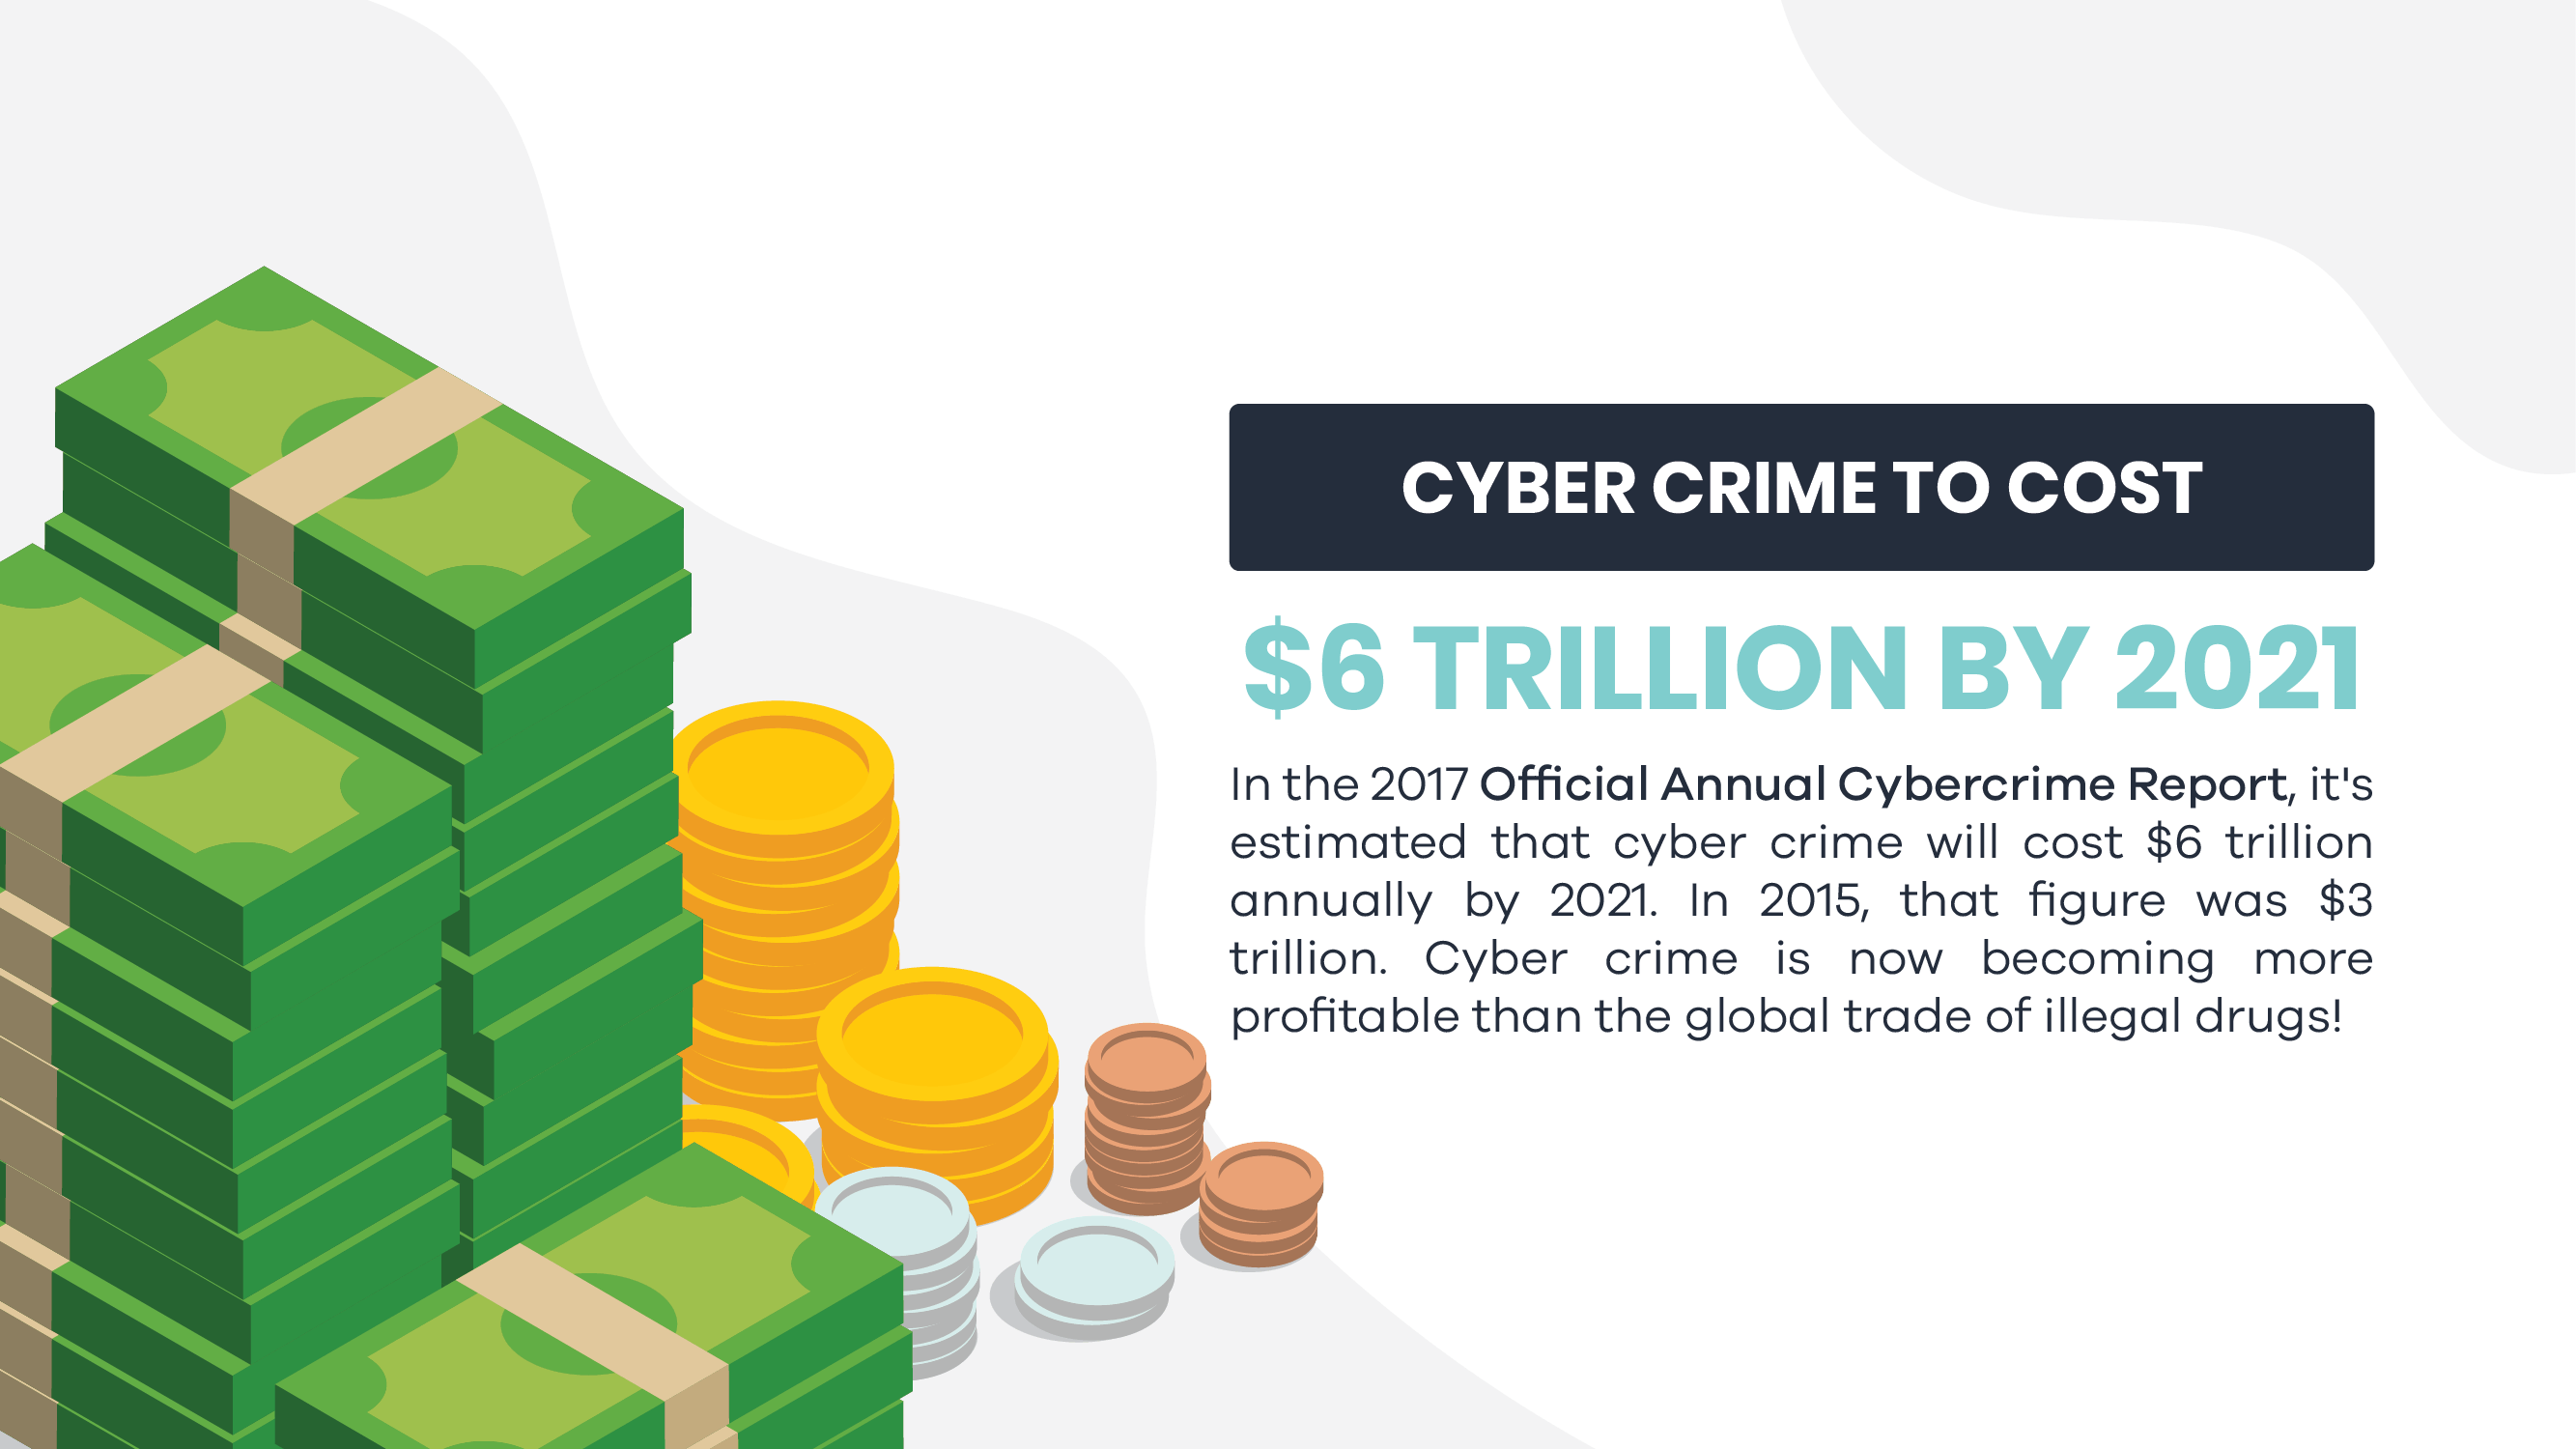 CYBER CRIME TO COST
$6 TRILLION BY 2021
In the 2017 Official Annual Cybercrime Report, it's
estimated that cyber crime will cost $6 trillion
annually by 2021. In 2015, that figure was $3
trillion. Cyber crime is now becoming more
profitable than the global trade of illegal drugs!